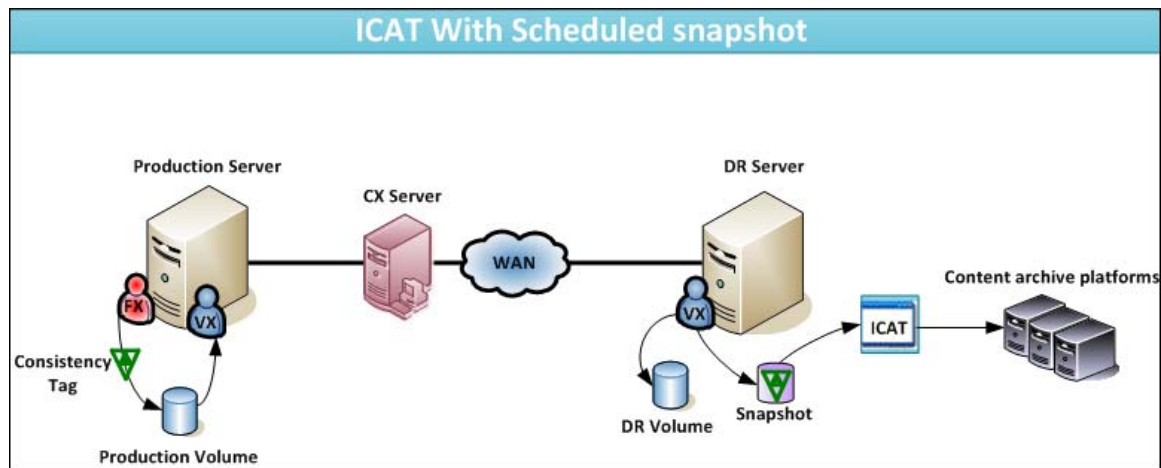 ICAT With Scheduled snapshot
Production Server
DR Server
CX Server
WAN
Content archive platforms
FX
VX
VX
ICAT
Consistency
Tag
Snapshot
DR Volume
Production Volume